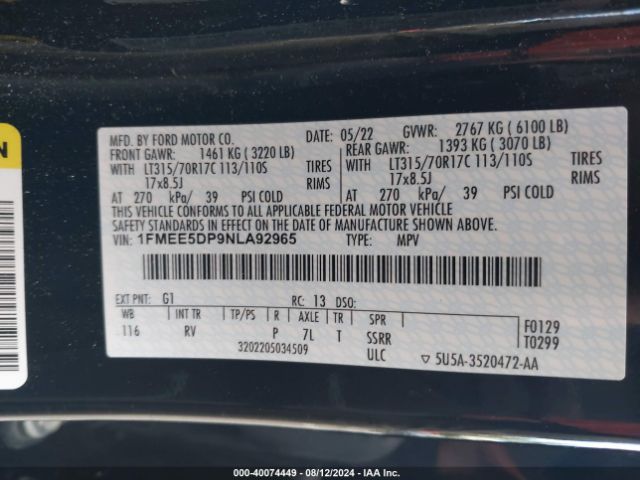 MFD. BY FORD MOTOR CO.
DATE: 05/22 GVWR: 2767 KG ( 6100 LB)
FRONT GAWR: 1461 KG ( 3220 LB)
REAR GAWR: 1393 KG ( 3070 LB)
WITH LT315/70R17C 113/110S TIRES
WITH LT315/70R17C 113/110S TIRES
17x8.5J RIMS
17x8.5J RIMS
AT 270 kPa/ 39 PSI COLD
AT 270 kPa/ 39 PSI COLD
THIS VEHICLE CONFORMS TO ALL APPLICABLE FEDERAL MOTOR VEHICLE
SAFETY STANDARDS IN EFFECT ON THE DATE OF MANUFACTURE SHOWN ABOVE.
VIN: 1FMEE5DP9NLA92965 TYPE: MPV
EXT PNT: G1 RC: 13 DSO:
WB INT TR TP/PS R AXLE TR SPR
116 RV P 7L T SSRR
F0129
T0299
3202205034509 ULC ▽ 5U5A-3520472-AA
000-40074449 - 08/12/2024 - IAA Inc.